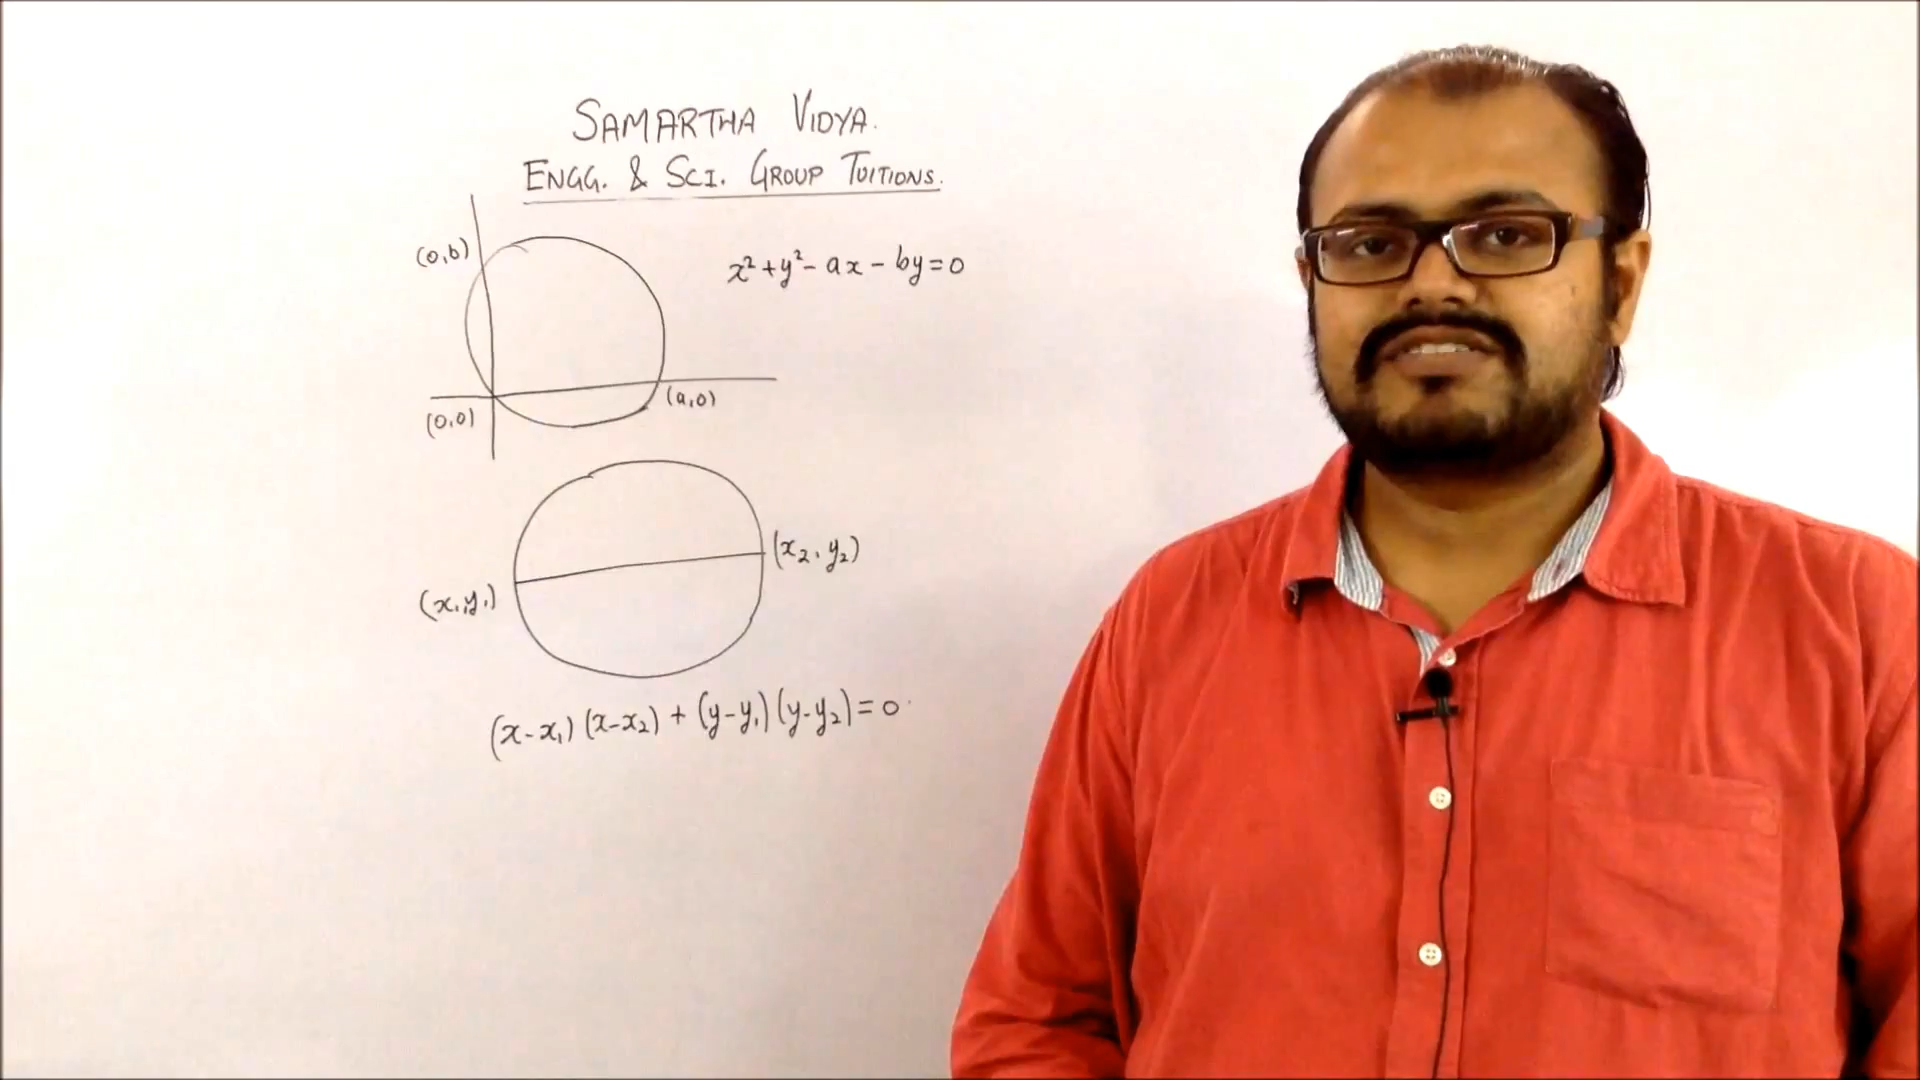 SAMARTHA VIDYA.
ENGG. & SCI. GROUP TUITIONS.
(0,b)
x²+y²-ax-by=0
(a,0)
(0,0)
(x₂, y₂)
(x₁,y₁)
(x-x₁)(x-x₂) + (y-y₁)(y-y₂)=0